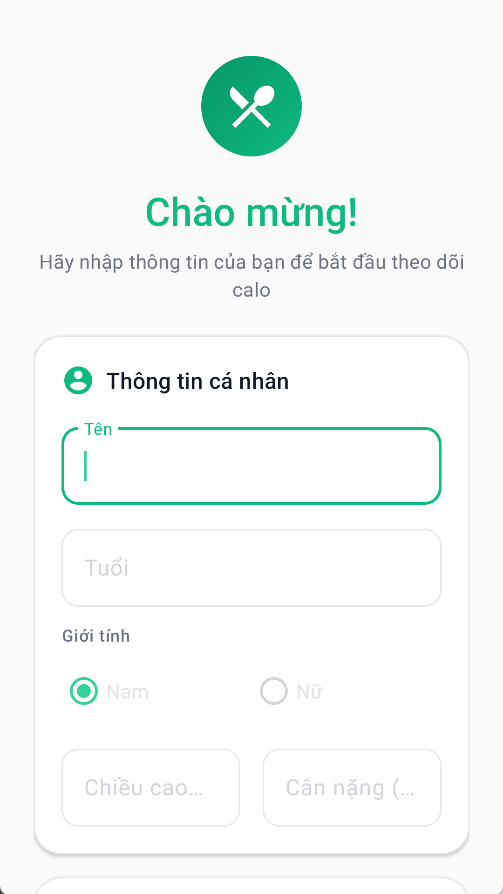 Chào mừng!
Hãy nhập thông tin của bạn để bắt đầu theo dõi
calo
Thông tin cá nhân
Tên
Tuổi
Giới tính
Nam
Nữ
Chiều cao...
Cân nặng (...